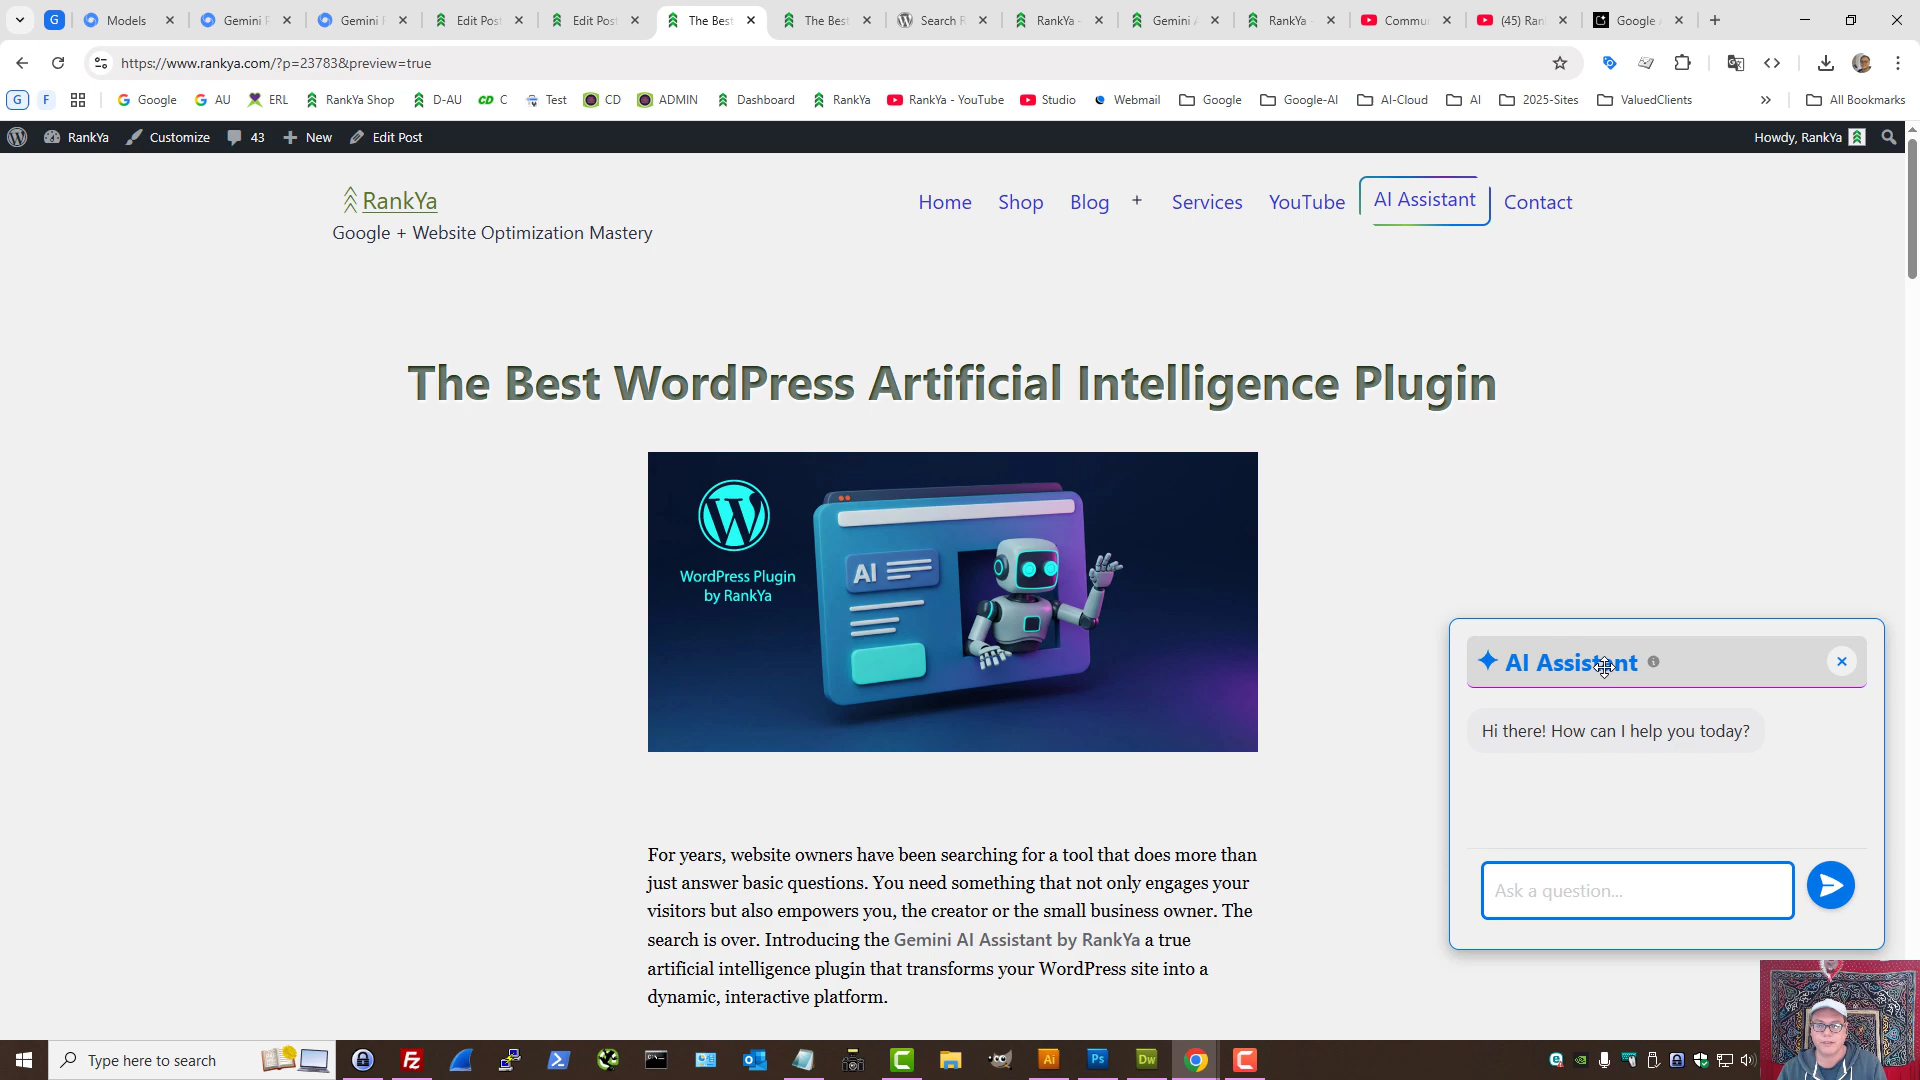 Models
Gemini
Gemini
Edit Post
Edit Post
The Best
The Best
Search R
RankYa -
Gemini
RankYa -
Commu
(45) Ran
Google
https://www.rankya.com/?p=23783&preview=true
Google
AU
ERL
RankYa Shop
D-AU
C
Test
CD
ADMIN
Dashboard
RankYa
RankYa - YouTube
Studio
Webmail
Google
Google-AI
AI-Cloud
AI
2025-Sites
ValuedClients
All Bookmarks
RankYa
Customize
43
New
Edit Post
Howdy, RankYa
RankYa
Google + Website Optimization Mastery
Home
Shop
Blog
+
Services
YouTube
AI Assistant
Contact
The Best WordPress Artificial Intelligence Plugin
WordPress Plugin
by RankYa
AI
For years, website owners have been searching for a tool that does more than
just answer basic questions. You need something that not only engages your
visitors but also empowers you, the creator or the small business owner. The
search is over. Introducing the Gemini AI Assistant by RankYa a true
artificial intelligence plugin that transforms your WordPress site into a
dynamic, interactive platform.
AI Assistant
Hi there! How can I help you today?
Ask a question...
Type here to search
Ai
Ps
Dw